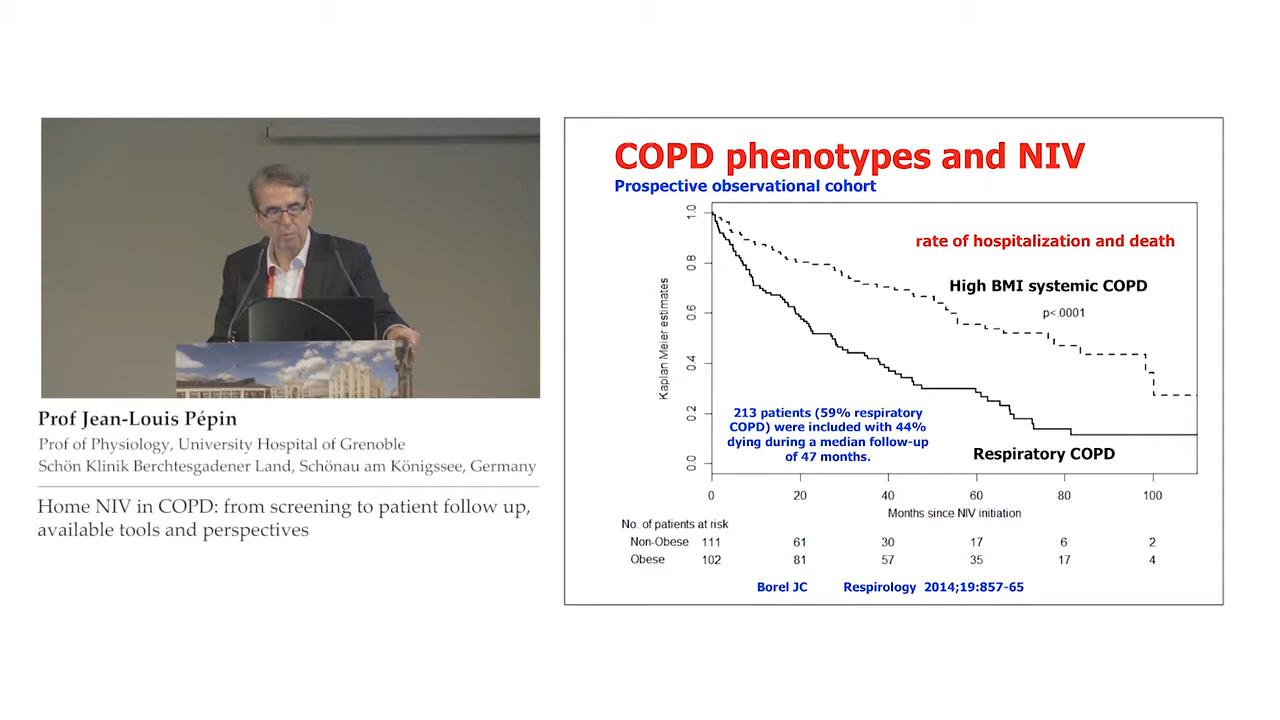 Prof Jean-Louis Pépin
Prof of Physiology, University Hospital of Grenoble
Schön Klinik Berchtesgadener Land, Schönau am Königssee, Germany
Home NIV in COPD: from screening to patient follow up,
available tools and perspectives
COPD phenotypes and NIV
Prospective observational cohort
rate of hospitalization and death
High BMI systemic COPD
p<.0001
213 patients (59% respiratory
COPD) were included with 44%
dying during a median follow-up
of 47 months.
Respiratory COPD
Kaplan Meier estimates
1.0
0.8
0.6
0.4
0.2
0.0
0 20 40 60 80 100
Months since NIV initiation
No. of patients at risk
Non-Obese 111 61 30 17 6 2
Obese 102 81 57 35 17 4
Borel JC Respirology 2014;19:857-65